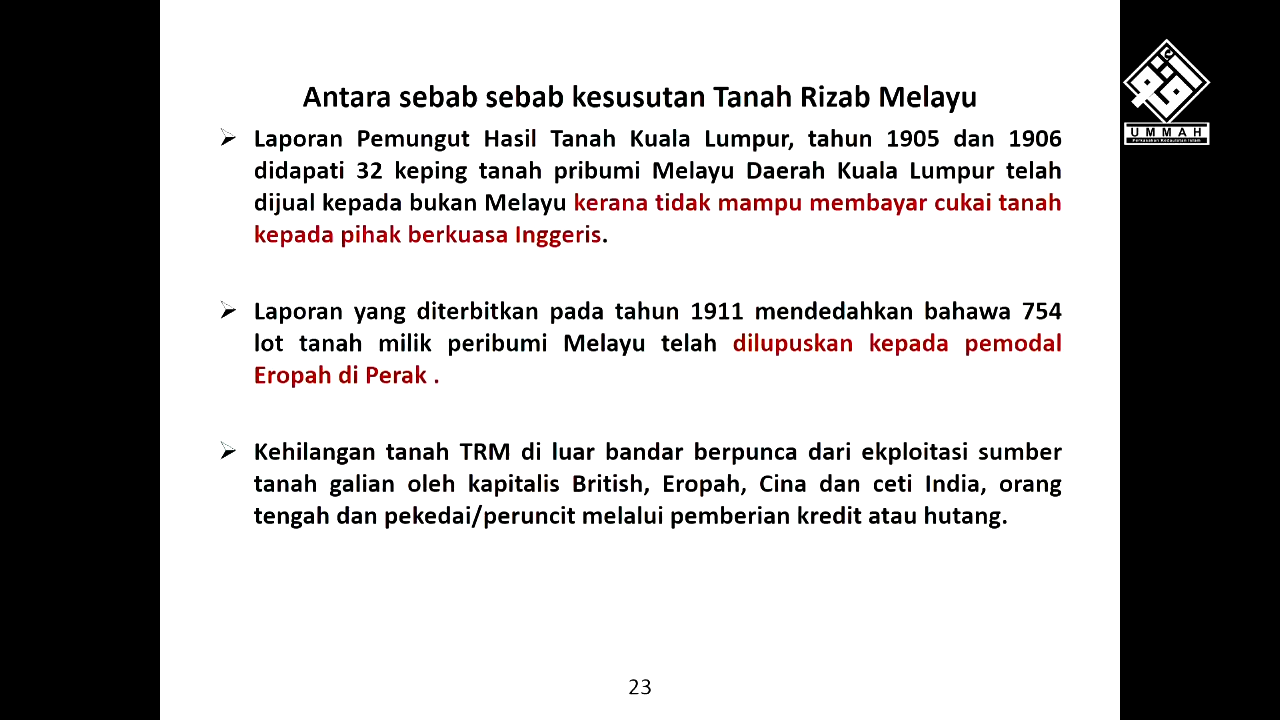 Antara sebab sebab kesusutan Tanah Rizab Melayu
Laporan Pemungut Hasil Tanah Kuala Lumpur, tahun 1905 dan 1906
didapati 32 keping tanah pribumi Melayu Daerah Kuala Lumpur telah
dijual kepada bukan Melayu kerana tidak mampu membayar cukai tanah
kepada pihak berkuasa Inggeris.
Laporan yang diterbitkan pada tahun 1911 mendedahkan bahawa 754
lot tanah milik peribumi Melayu telah dilupuskan kepada pemodal
Eropah di Perak .
Kehilangan tanah TRM di luar bandar berpunca dari ekploitasi sumber
tanah galian oleh kapitalis British, Eropah, Cina dan ceti India, orang
tengah dan pekedai/peruncit melalui pemberian kredit atau hutang.
23
UMMAH
Perkasakan Kedaulatan Islam